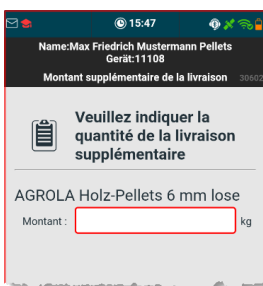 15:47
Name:Max Friedrich Mustermann Pellets
Gerät:11108
Montant supplémentaire de la livraison 30602
Veuillez indiquer la
quantité de la livraison
supplémentaire
AGROLA Holz-Pellets 6 mm lose
Montant : kg